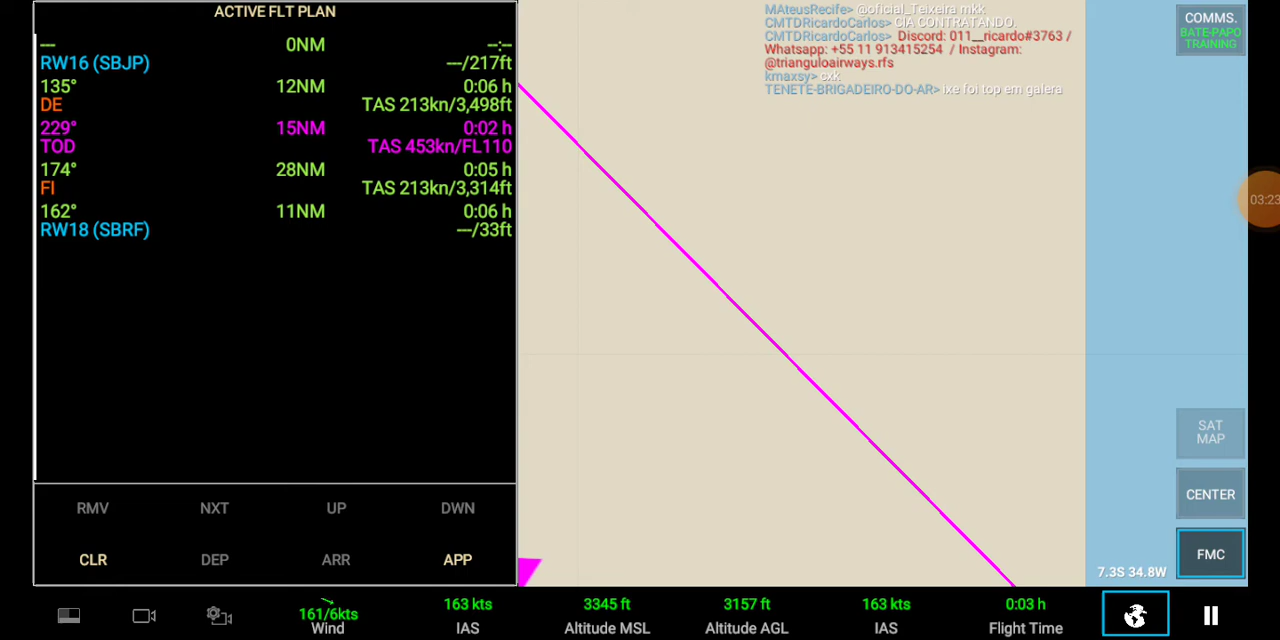 ACTIVE FLT PLAN
--- 0NM --:--
RW16 (SBJP) ---/217ft
135° 12NM 0:06 h
DE TAS 213kn/3,498ft
229° 15NM 0:02 h
TOD TAS 453kn/FL110
174° 28NM 0:05 h
FI TAS 213kn/3,314ft
162° 11NM 0:06 h
RW18 (SBRF) ---/33ft
RMV NXT UP DWN
CLR DEP ARR APP
MAteusRecife> @oficial_Teixeira mkk
CMTDRicardoCarlos> CIA CONTRATANDO.
CMTDRicardoCarlos> Discord: 011__ricardo#3763 /
Whatsapp: +55 11 913415254 / Instagram:
@trianguloairways.rfs
kmaxsy> cxk
TENETE-BRIGADEIRO-DO-AR> ixe foi top em galera
COMMS.
BATE-PAPO
TRAINING
03:23
SAT
MAP
CENTER
FMC
7.3S 34.8W
161/6kts 163 kts 3345 ft 3157 ft 163 kts 0:03 h
Wind IAS Altitude MSL Altitude AGL IAS Flight Time